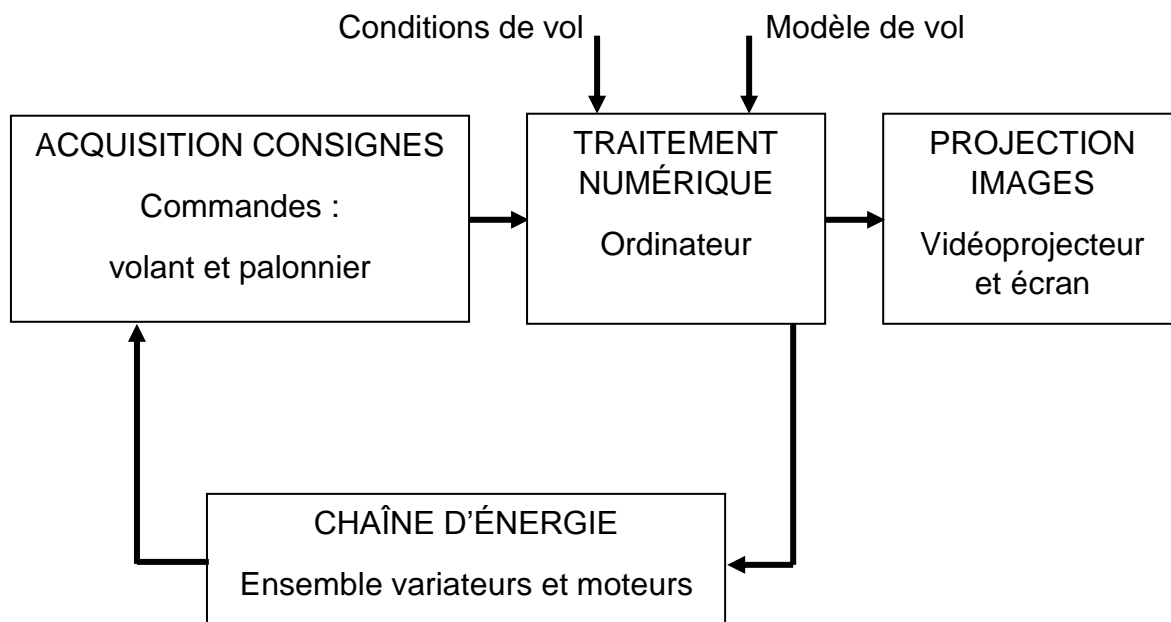 Conditions de vol
Modèle de vol
ACQUISITION CONSIGNES
Commandes :
volant et palonnier
TRAITEMENT
NUMÉRIQUE
Ordinateur
PROJECTION
IMAGES
Vidéoprojecteur
et écran
CHAÎNE D’ÉNERGIE
Ensemble variateurs et moteurs